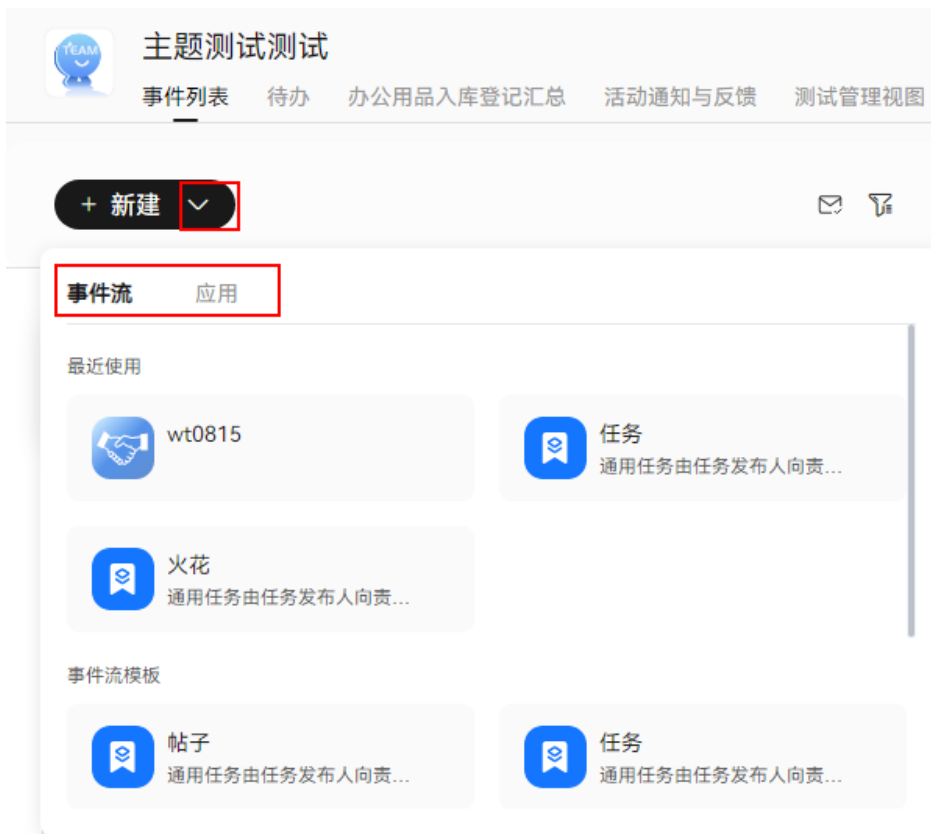 TEAM
主题测试测试
事件列表 待办 办公用品入库登记汇总 活动通知与反馈 测试管理视图
+ 新建
事件流 应用
最近使用
wt0815
任务
通用任务由任务发布人向责...
火花
通用任务由任务发布人向责...
事件流模板
帖子
通用任务由任务发布人向责...
任务
通用任务由任务发布人向责...